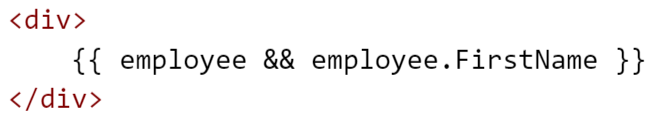 <div>
    {{ employee && employee.FirstName }}
</div>